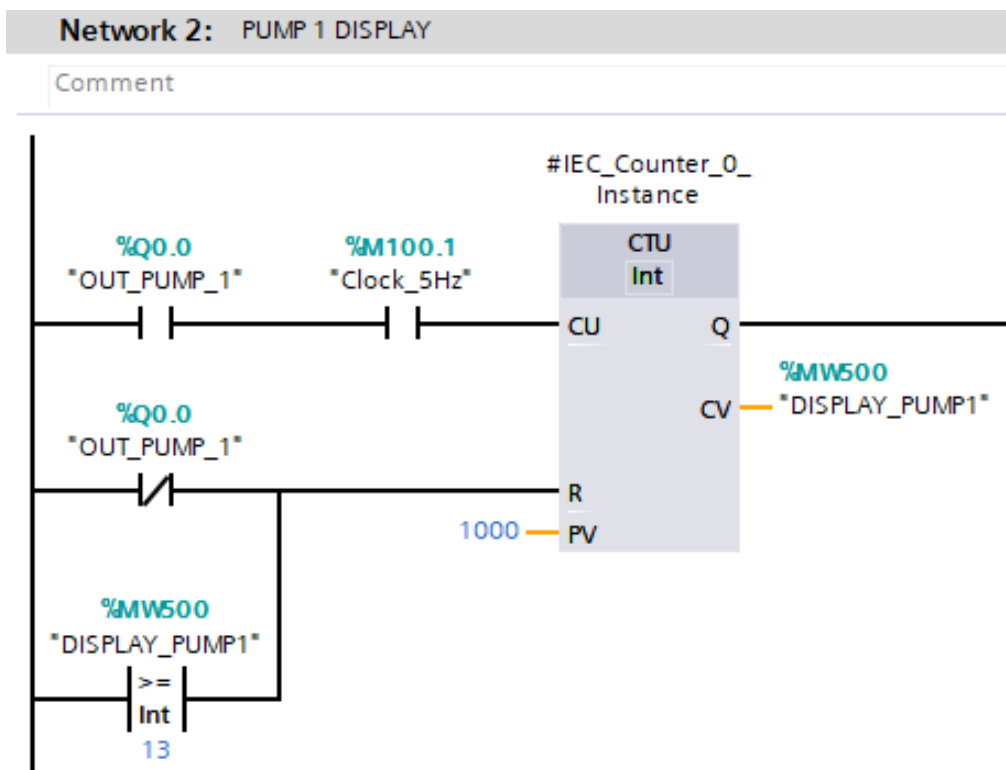 Network 2: PUMP 1 DISPLAY
Comment
#IEC_Counter_0_
Instance
%Q0.0
"OUT_PUMP_1"
%M100.1
"Clock_5Hz"
CTU
Int
CU
Q
%MW500
"DISPLAY_PUMP1"
CV
%Q0.0
"OUT_PUMP_1"
R
1000
PV
%MW500
"DISPLAY_PUMP1"
>=
Int
13